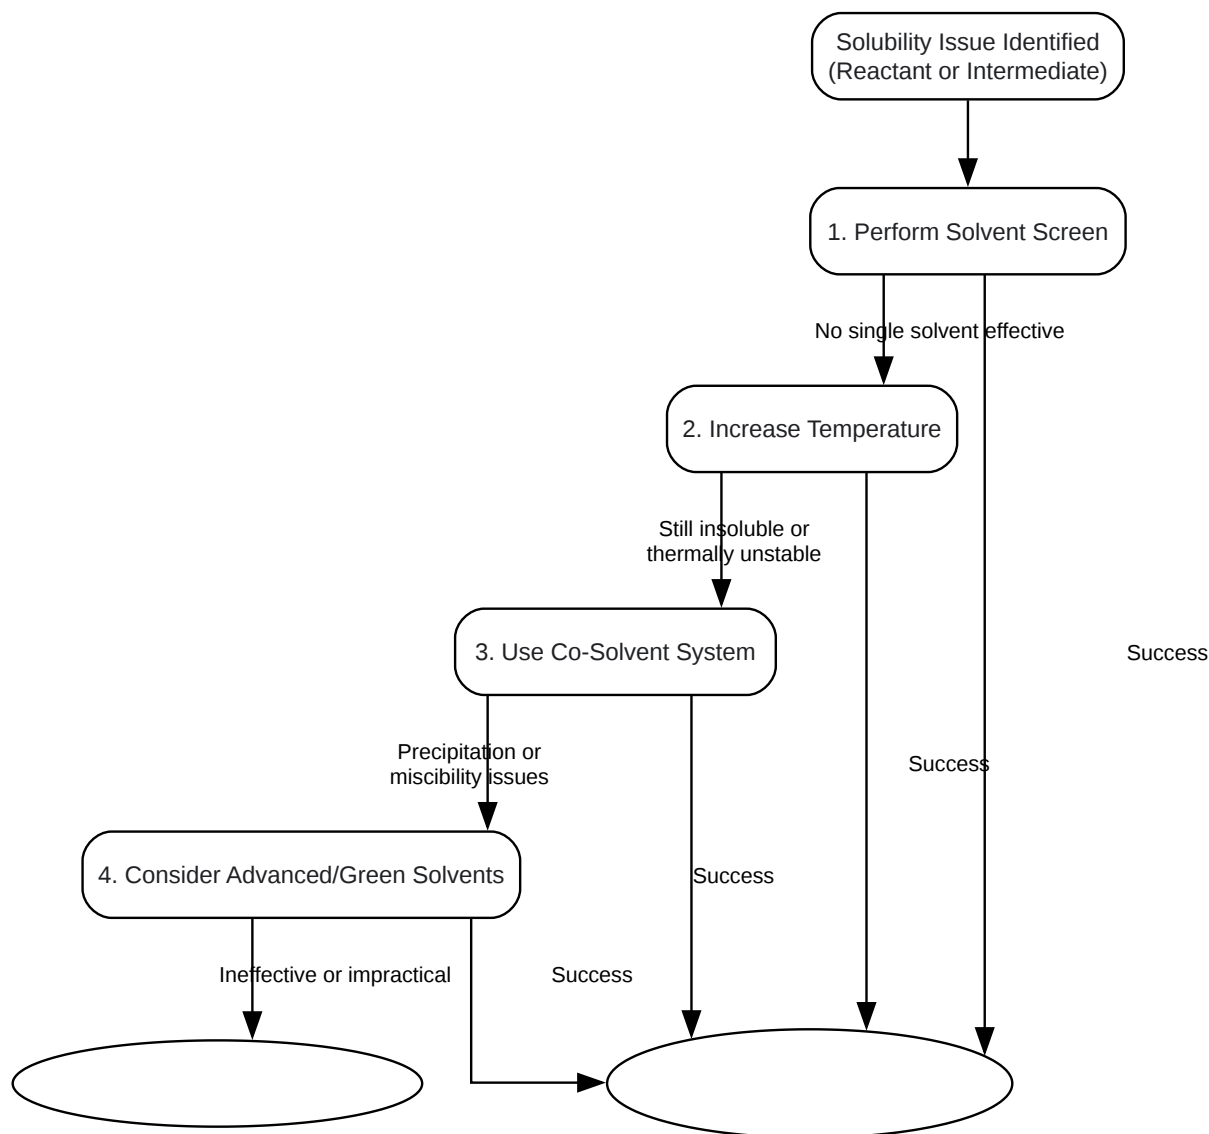 Solubility Issue Identified
(Reactant or Intermediate)
1. Perform Solvent Screen
No single solvent effective
2. Increase Temperature
Still insoluble or
thermally unstable
3. Use Co-Solvent System
Success
Precipitation or
miscibility issues
Success
4. Consider Advanced/Green Solvents
Success
Ineffective or impractical
Success